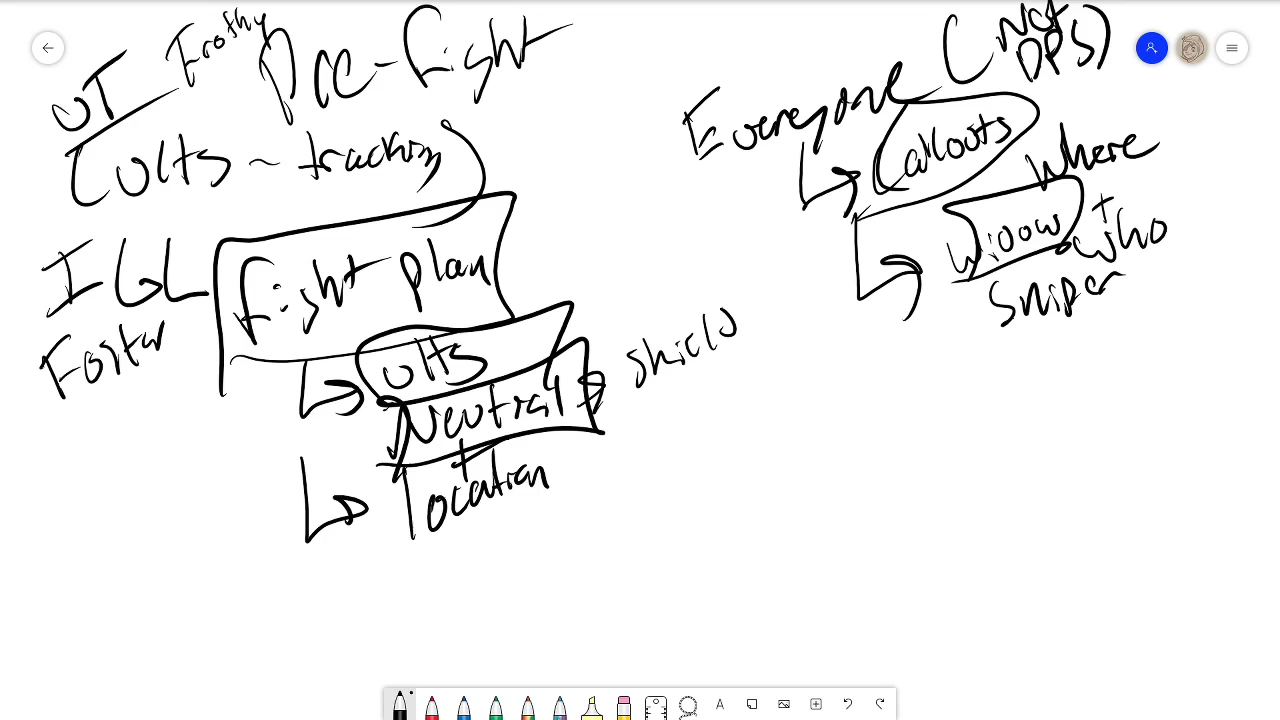 UT Frothy Pre-fight
(Ults ~ tracking)
IGL
Foster
Fight plan
Ults
Neutral → shield
+
location
Everyone (Not DPS)
Callouts
Widow
Where + who
Sniper
A